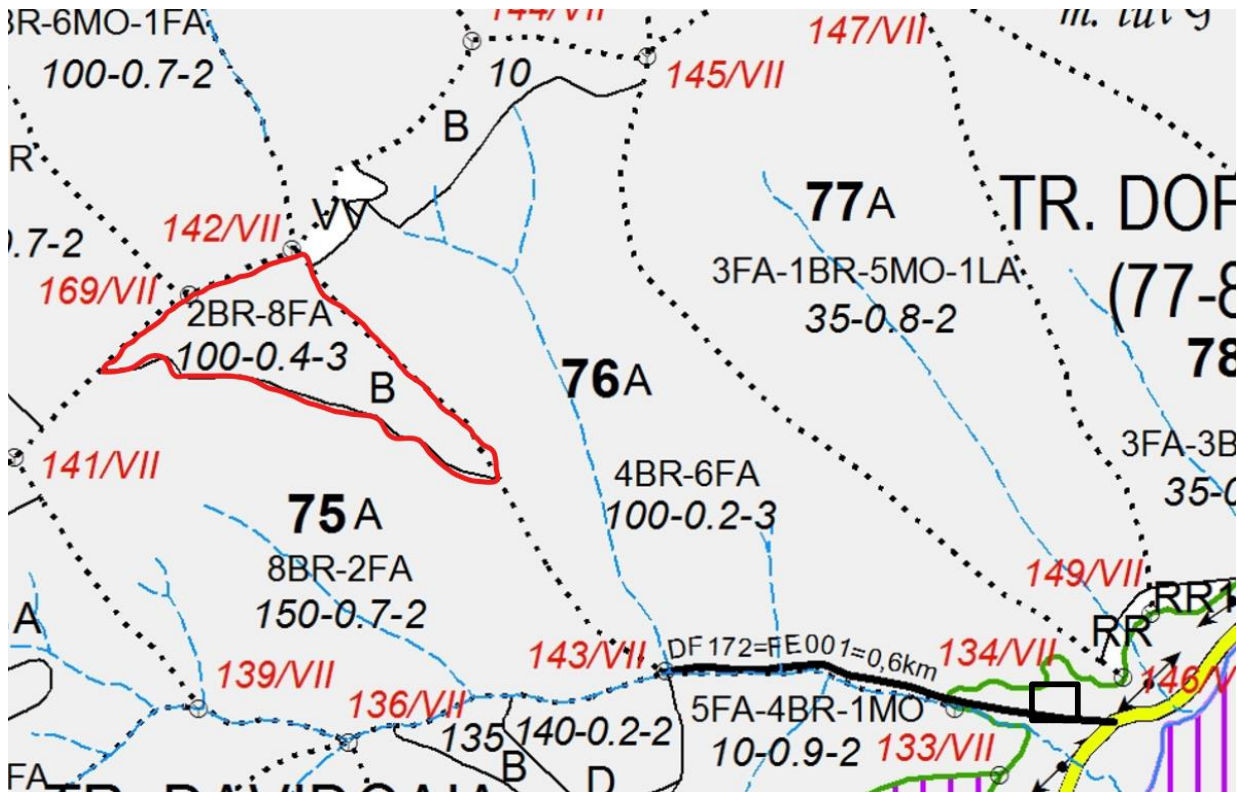 144/VII
BR-6MO-1FA
147/VII
100-0.7-2
10
145/VII
B
R
77A
TR. DOF
142/VII
VV
0.7-2
169/VII
3FA-1BR-5MO-1LA
(77-8
2BR-8FA
35-0.8-2
100-0.4-3
78
76A
B
3FA-3B
141/VII
4BR-6FA
35-0
100-0.2-3
75A
8BR-2FA
149/VII
150-0.7-2
RR1
A
RR
DF172=FE001=0,6km
143/VII
134/VII
139/VII
146/V
136/VII
5FA-4BR-1MO
135
140-0.2-2
10-0.9-2
133/VII
B
D
FA